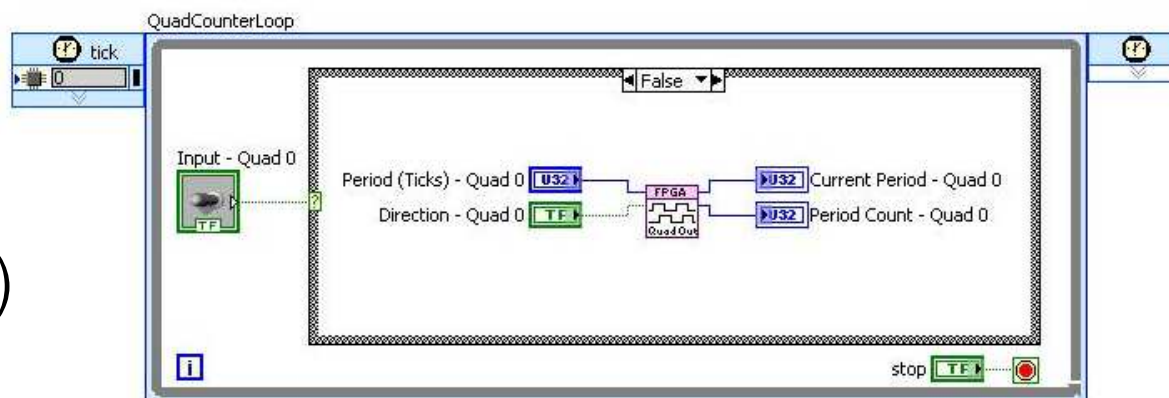 QuadCounterLoop
tick
0
False
Input - Quad 0
TF
?
Period (Ticks) - Quad 0 U32
Direction - Quad 0 TF
FPGA
Quad Out
U32 Current Period - Quad 0
U32 Period Count - Quad 0
)
i
stop TF